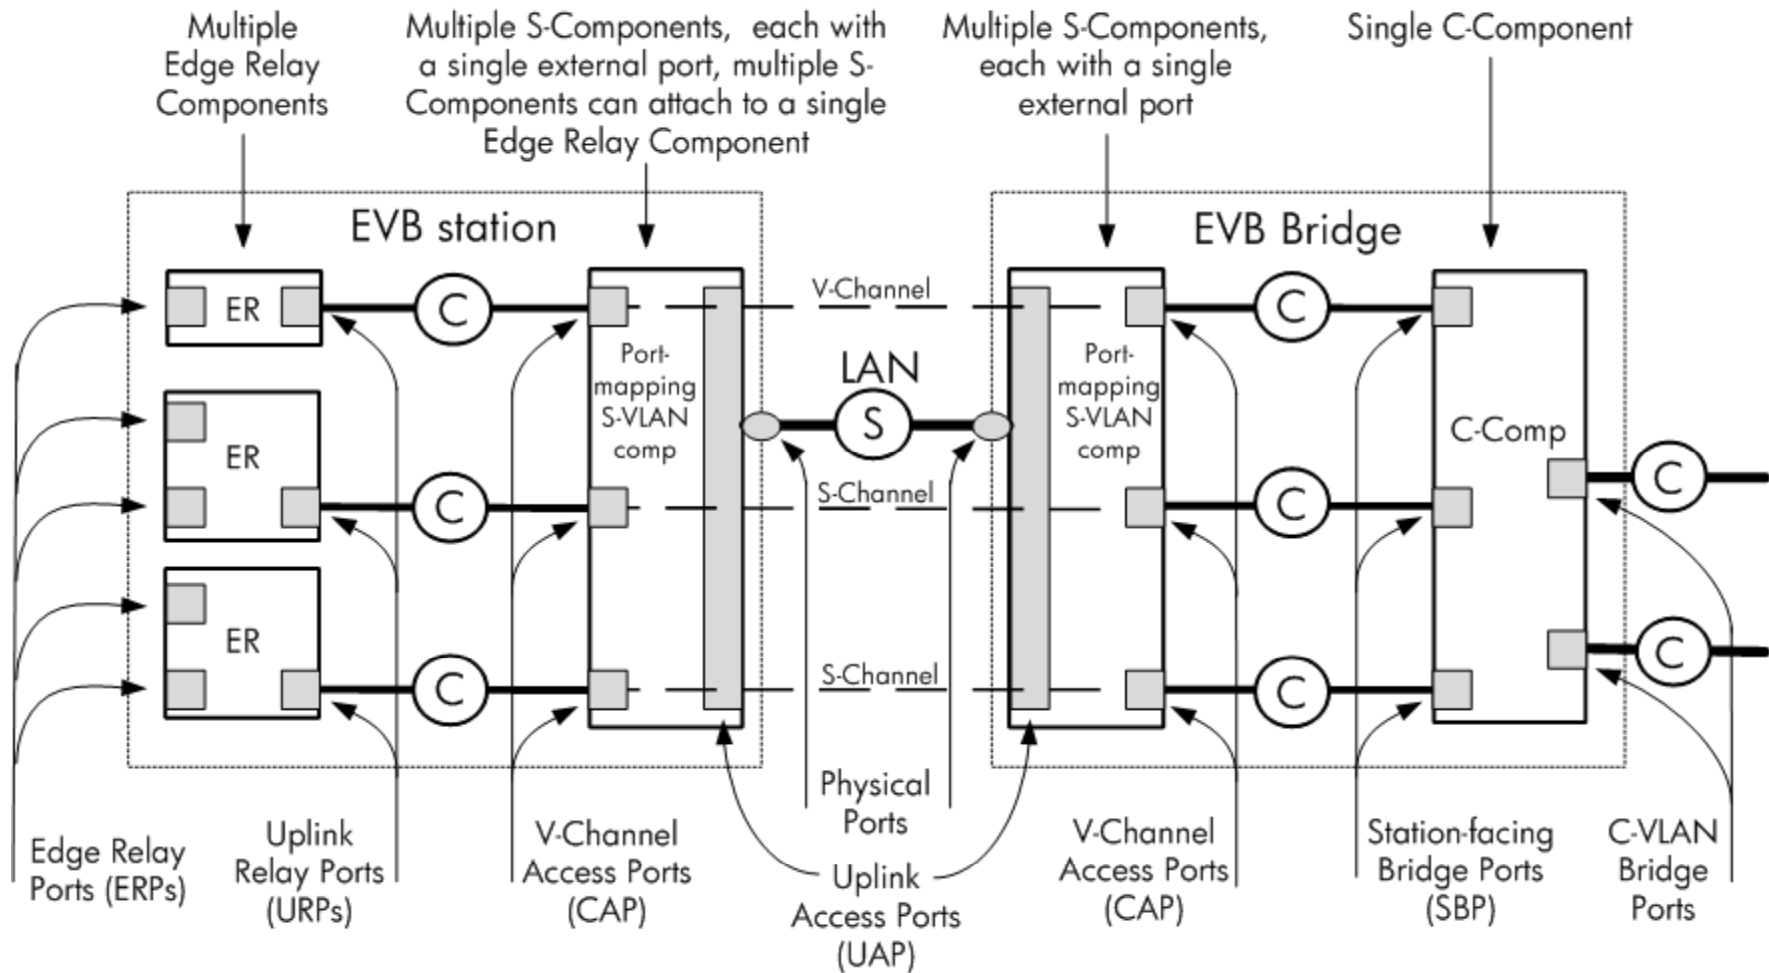 Multiple
Edge Relay
Components
Multiple S-Components, each with
a single external port, multiple S-
Components can attach to a single
Edge Relay Component
Multiple S-Components,
each with a single
external port
Single C-Component
EVB station
EVB Bridge
ER
C
V-Channel
C
Port-
mapping
S-VLAN
comp
LAN
S
Port-
mapping
S-VLAN
comp
C-Comp
ER
C
S-Channel
C
C
ER
C
S-Channel
C
C
Edge Relay
Ports (ERPs)
Uplink
Relay Ports
(URPs)
V-Channel
Access Ports
(CAP)
Physical
Ports
Uplink
Access Ports
(UAP)
V-Channel
Access Ports
(CAP)
Station-facing
Bridge Ports
(SBP)
C-VLAN
Bridge
Ports